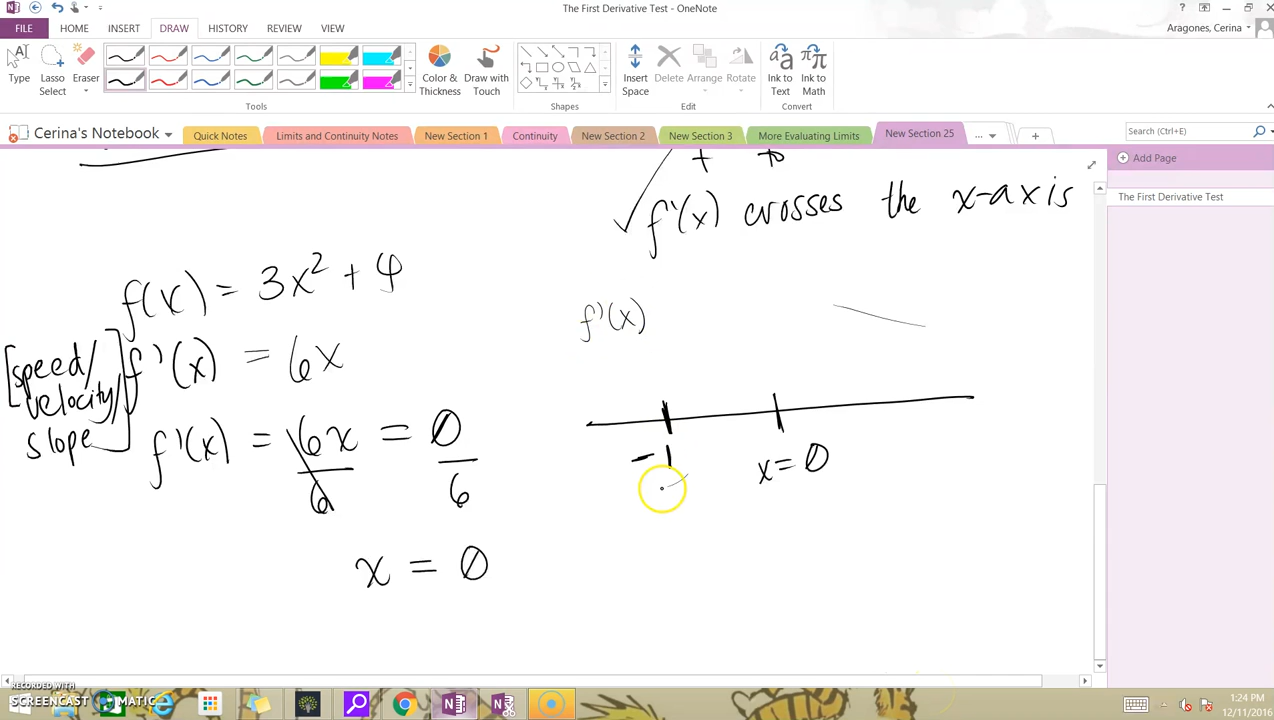 The First Derivative Test - OneNote
FILE HOME INSERT DRAW HISTORY REVIEW VIEW
Aragones, Cerina
Type
Lasso Select
Eraser
Color & Thickness
Draw with Touch
Insert Space
Delete
Arrange
Rotate
Ink to Text
Ink to Math
Tools Shapes Edit Convert
Cerina's Notebook Quick Notes Limits and Continuity Notes New Section 1 Continuity New Section 2 New Section 3 More Evaluating Limits New Section 25 ...
Search (Ctrl+E)
Add Page
The First Derivative Test
✓ f'(x) crosses the x-axis
f(x) = 3x² + 4
f'(x)
[speed/velocity/slope] f'(x) = 6x
f'(x) = 6x/6 = 0/6
-1 x = 0
x = 0
RECORDED WITH
SCREENCAST MATIC
1:24 PM
12/11/2016